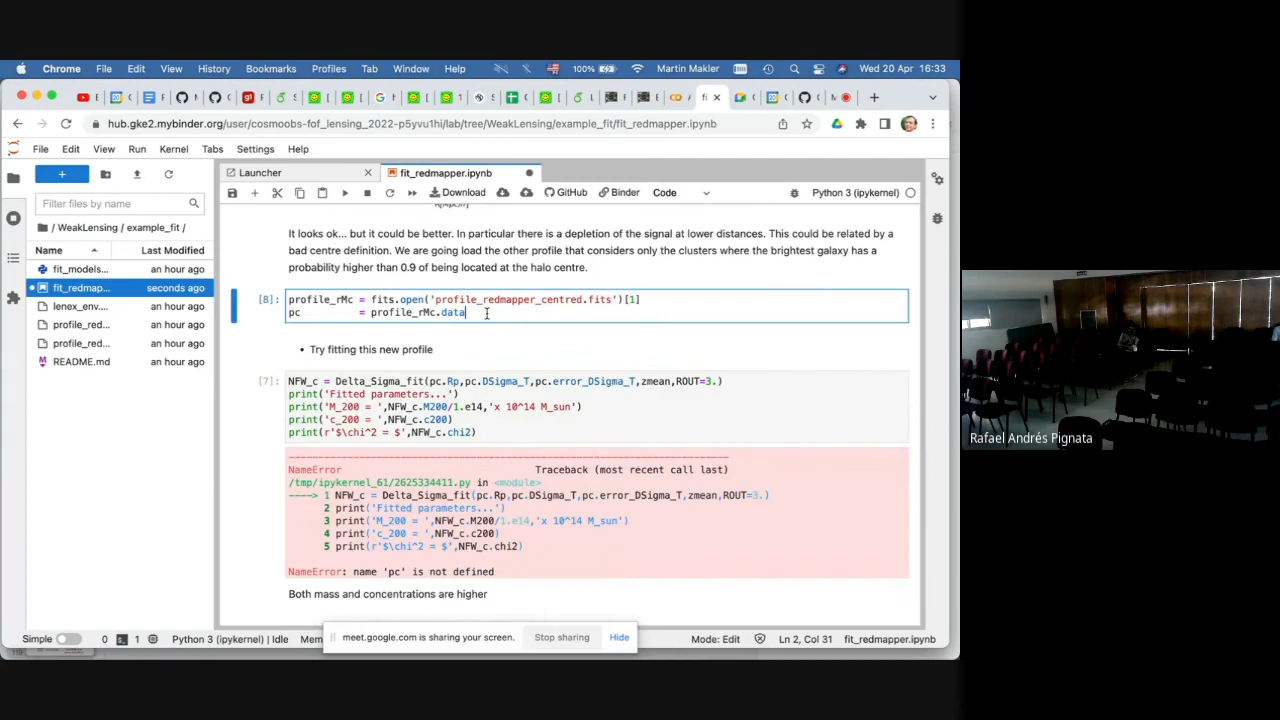 Chrome File Edit View History Bookmarks Profiles Tab Window Help 100% Martin Makler Wed 20 Apr 16:33
hub.gke2.mybinder.org/user/cosmoobs-fof_lensing_2022-p5yvu1hi/lab/tree/WeakLensing/example_fit/fit_redmapper.ipynb
File Edit View Run Kernel Tabs Settings Help
Launcher
fit_redmapper.ipynb
Download GitHub Binder Code Python 3 (ipykernel)
Filter files by name
/ WeakLensing / example_fit /
Name Last Modified
fit_models... an hour ago
fit_redmap... seconds ago
lenex_env.... an hour ago
profile_red... an hour ago
profile_red... an hour ago
README.md an hour ago
It looks ok... but it could be better. In particular there is a depletion of the signal at lower distances. This could be related by a
bad centre definition. We are going load the other profile that considers only the clusters where the brightest galaxy has a
probability higher than 0.9 of being located at the halo centre.
[8]: profile_rMc = fits.open('profile_redmapper_centred.fits')[1]
pc = profile_rMc.data
• Try fitting this new profile
[7]: NFW_c = Delta_Sigma_fit(pc.Rp,pc.DSigma_T,pc.error_DSigma_T,zmean,ROUT=3.)
print('Fitted parameters...')
print('M_200 = ',NFW_c.M200/1.e14,'x 10^14 M_sun')
print('c_200 = ',NFW_c.c200)
print(r'$\chi^2 = $',NFW_c.chi2)
---------------------------------------------------------------------------
NameError Traceback (most recent call last)
/tmp/ipykernel_61/2625334411.py in <module>
----> 1 NFW_c = Delta_Sigma_fit(pc.Rp,pc.DSigma_T,pc.error_DSigma_T,zmean,ROUT=3.)
2 print('Fitted parameters...')
3 print('M_200 = ',NFW_c.M200/1.e14,'x 10^14 M_sun')
4 print('c_200 = ',NFW_c.c200)
5 print(r'$\chi^2 = $',NFW_c.chi2)
NameError: name 'pc' is not defined
Both mass and concentrations are higher
Simple 0 1 Python 3 (ipykernel) | Idle Mem
meet.google.com is sharing your screen. Stop sharing Hide
Mode: Edit Ln 2, Col 31 fit_redmapper.ipynb
Rafael Andrés Pignata